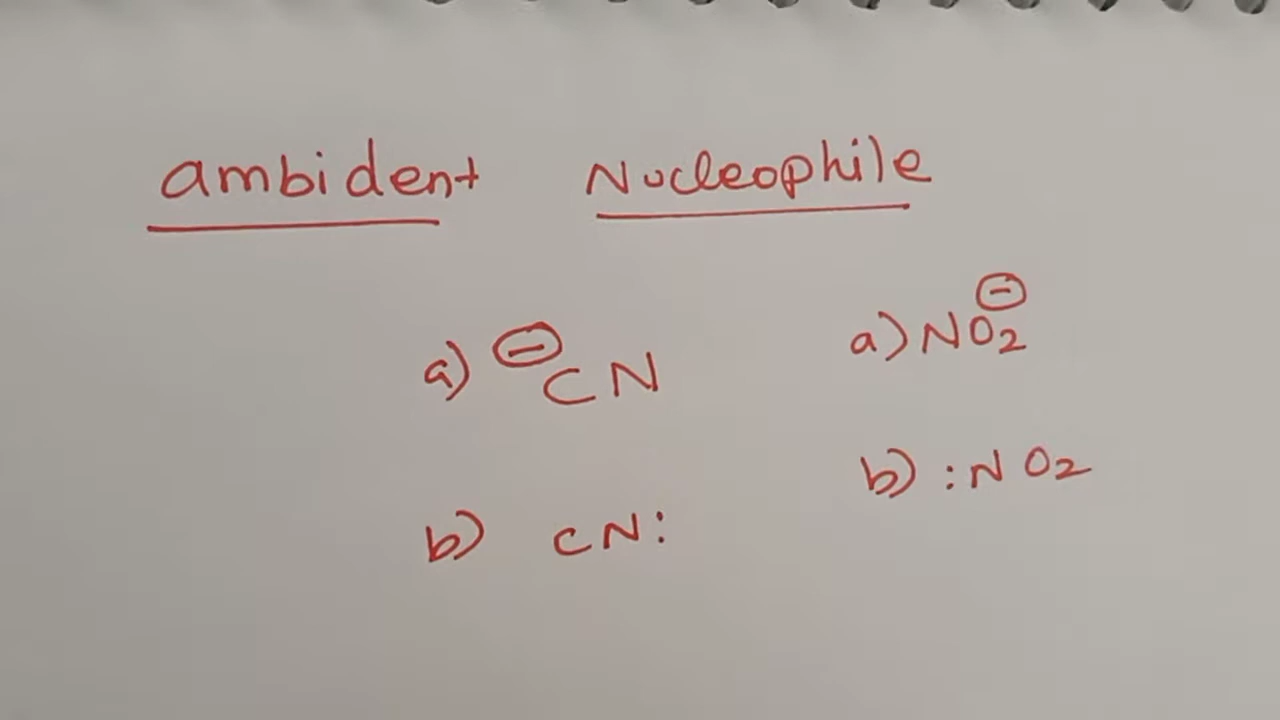 ambident Nucleophile
a) ⊖CN
a) NO₂⊖
b) :NO₂
b) CN: